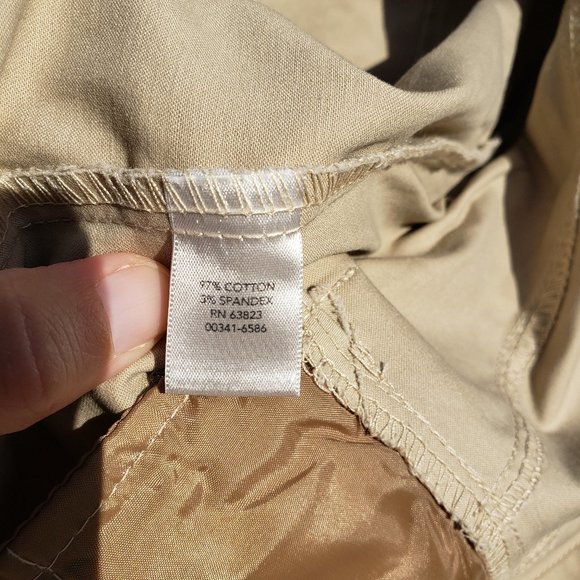 97% COTTON
3% SPANDEX
RN 63823
00341-6586